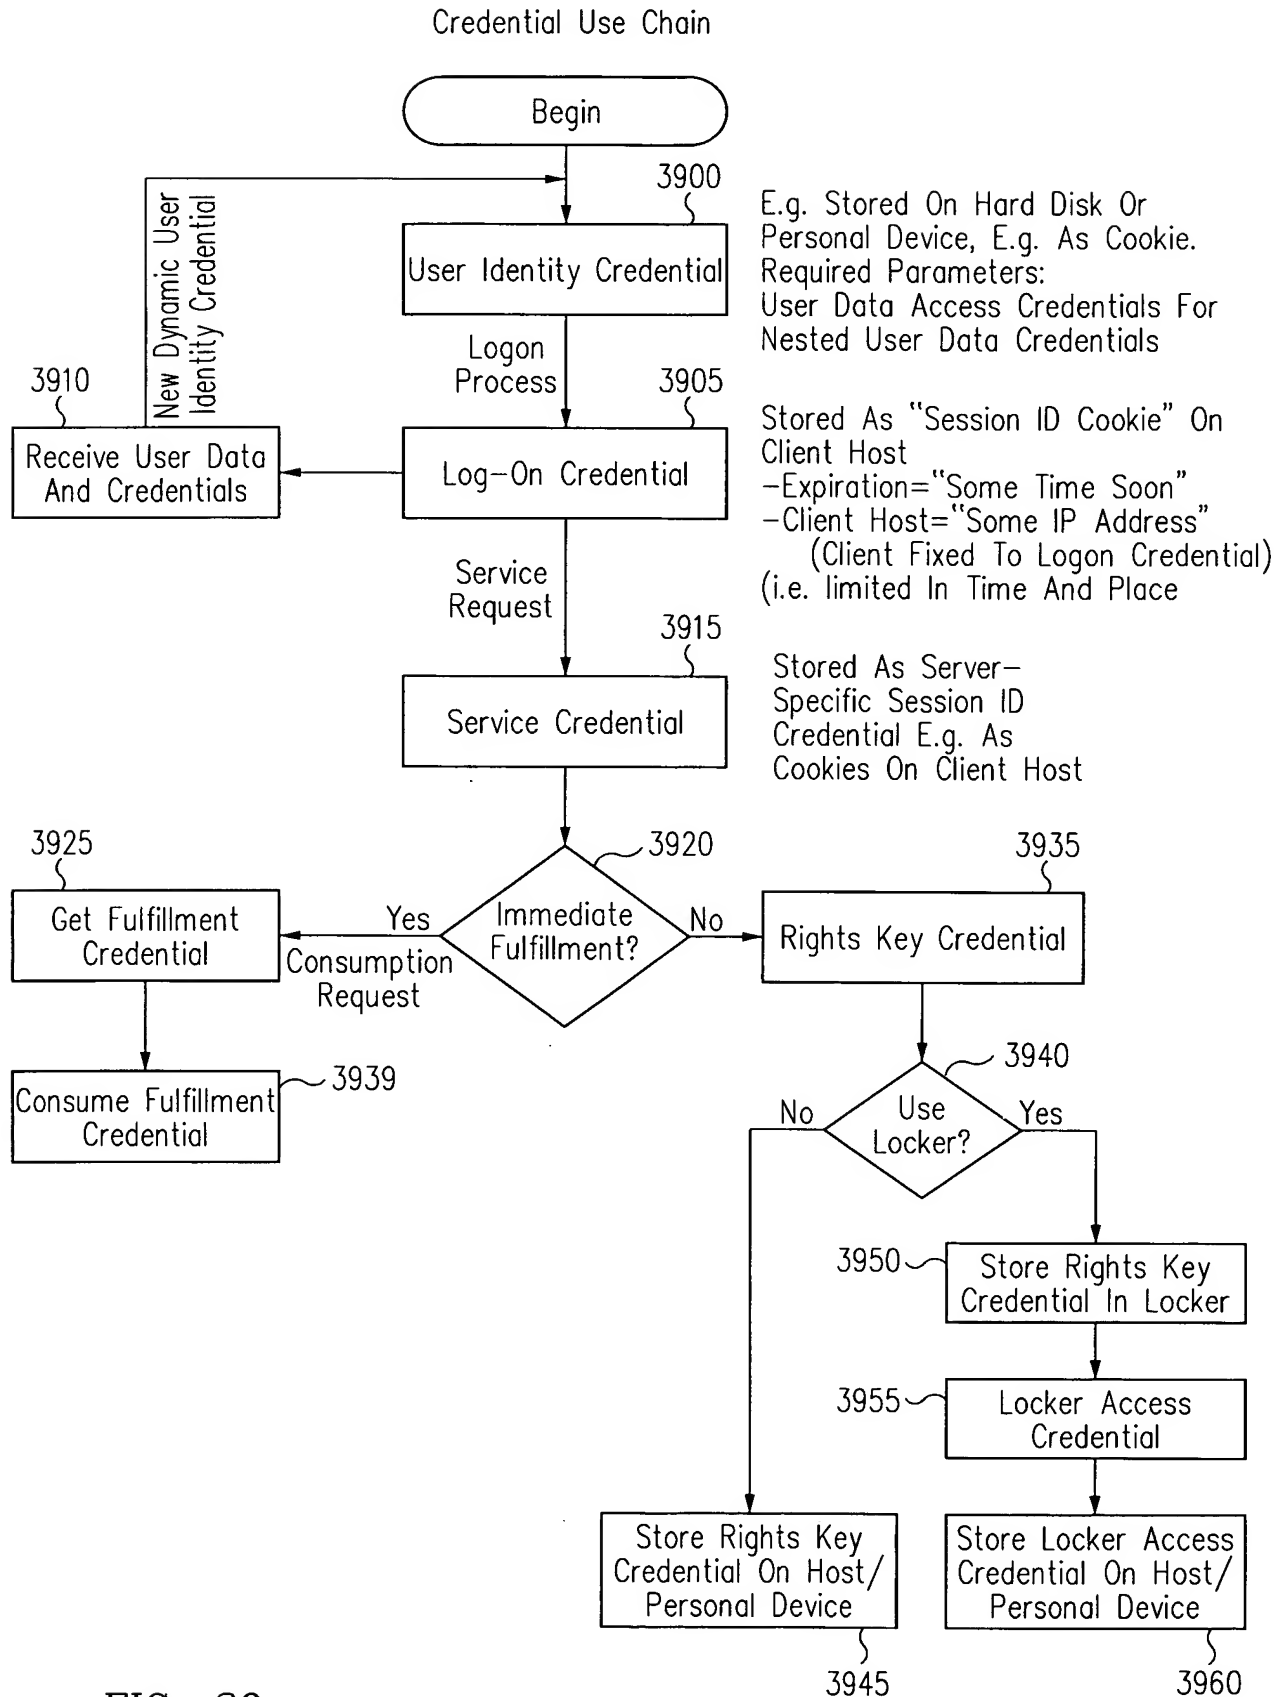 Credential Use Chain
Begin
3900
User Identity Credential
E.g. Stored On Hard Disk Or
Personal Device, E.g. As Cookie.
Required Parameters:
User Data Access Credentials For
Nested User Data Credentials
New Dynamic User
Identity Credential
Logon
Process
3910
Receive User Data
And Credentials
3905
Log-On Credential
Stored As "Session ID Cookie" On
Client Host
-Expiration="Some Time Soon"
-Client Host="Some IP Address"
(Client Fixed To Logon Credential)
(i.e. limited In Time And Place
Service
Request
3915
Service Credential
Stored As Server-
Specific Session ID
Credential E.g. As
Cookies On Client Host
3920
Immediate
Fulfillment?
Yes
Consumption
Request
No
3925
Get Fulfillment
Credential
Consume Fulfillment
Credential
3939
3935
Rights Key Credential
3940
Use
Locker?
No
Yes
3950
Store Rights Key
Credential In Locker
3955
Locker Access
Credential
Store Rights Key
Credential On Host/
Personal Device
3945
Store Locker Access
Credential On Host/
Personal Device
3960